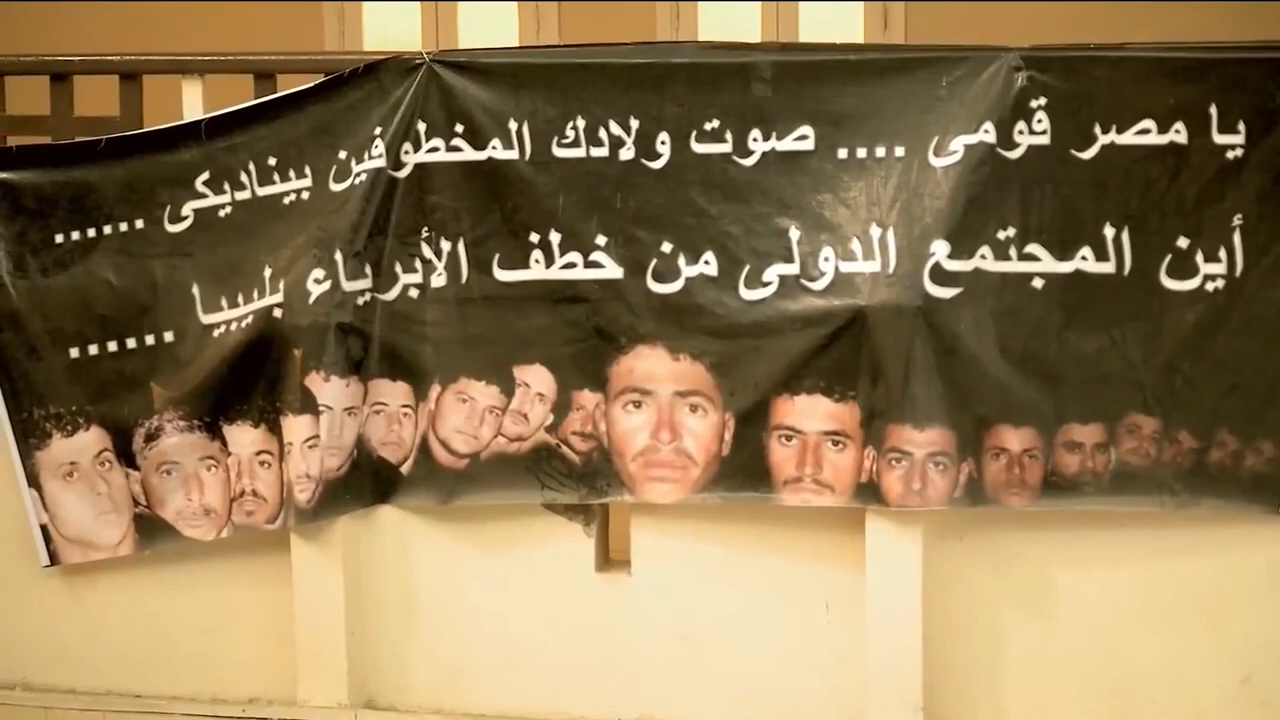 يا مصر قومى .... صوت ولادك المخطوفين بيناديكى ......
أين المجتمع الدولى من خطف الأبرياء بليبيا ......